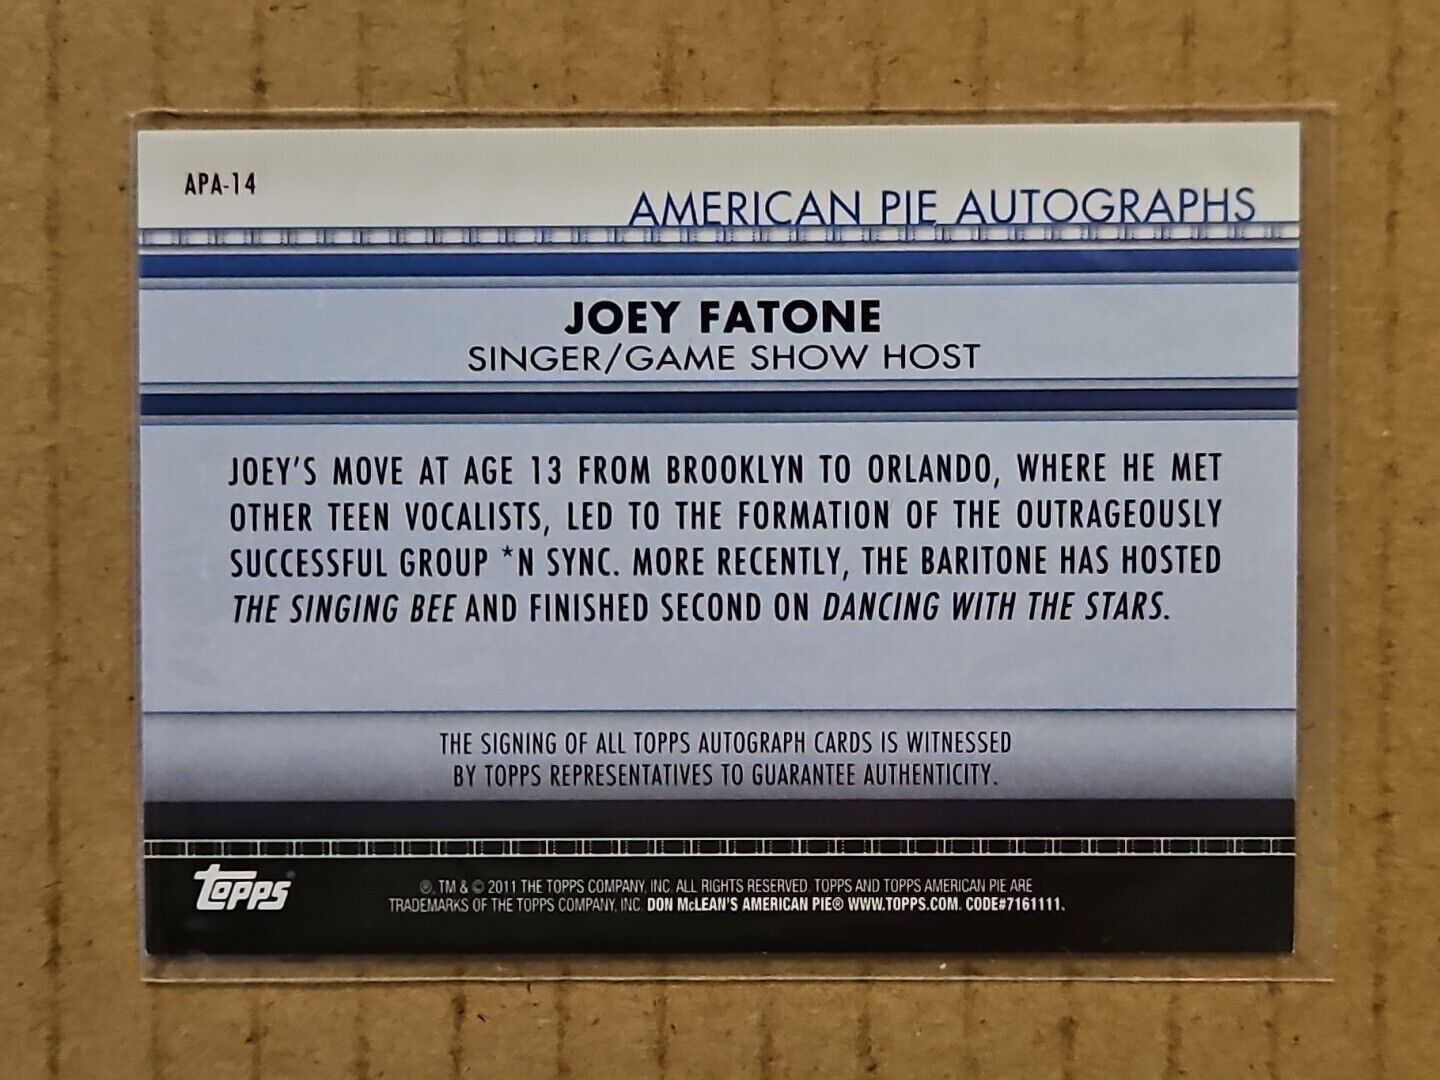 APA-14
AMERICAN PIE AUTOGRAPHS
JOEY FATONE
SINGER/GAME SHOW HOST
JOEY'S MOVE AT AGE 13 FROM BROOKLYN TO ORLANDO, WHERE HE MET
OTHER TEEN VOCALISTS, LED TO THE FORMATION OF THE OUTRAGEOUSLY
SUCCESSFUL GROUP *N SYNC. MORE RECENTLY, THE BARITONE HAS HOSTED
THE SINGING BEE AND FINISHED SECOND ON DANCING WITH THE STARS.
THE SIGNING OF ALL TOPPS AUTOGRAPH CARDS IS WITNESSED
BY TOPPS REPRESENTATIVES TO GUARANTEE AUTHENTICITY.
topps®
®, TM & © 2011 THE TOPPS COMPANY, INC. ALL RIGHTS RESERVED. TOPPS AND TOPPS AMERICAN PIE ARE
TRADEMARKS OF THE TOPPS COMPANY, INC. DON McLEAN'S AMERICAN PIE® WWW.TOPPS.COM. CODE#7161111.